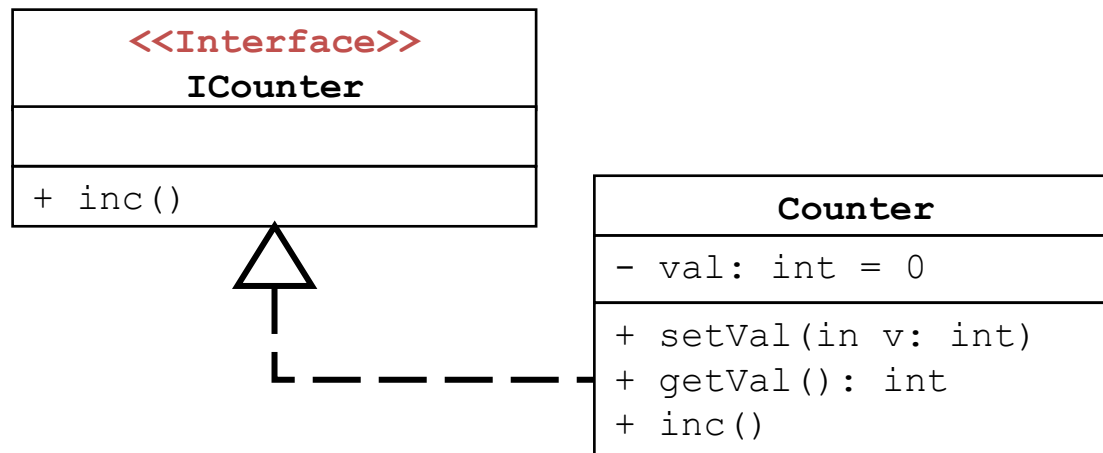 <<Interface>>
ICounter
+ inc()
Counter
- val: int = 0
+ setVal(in v: int)
+ getVal(): int
+ inc()